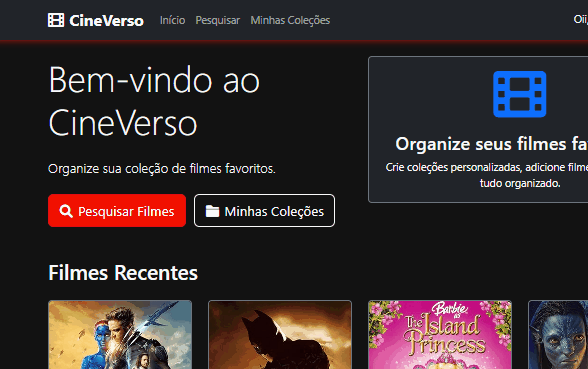 CineVerso Início Pesquisar Minhas Coleções Oii
Bem-vindo ao
CineVerso
Organize sua coleção de filmes favoritos.
Pesquisar Filmes Minhas Coleções
Organize seus filmes fa
Crie coleções personalizadas, adicione filme
tudo organizado.
Filmes Recentes
Barbie
as
The Island
Princess